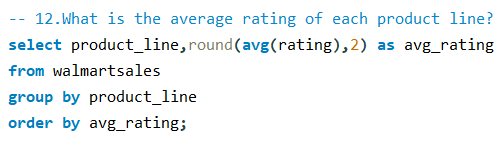 -- 12.What is the average rating of each product line?
select product_line,round(avg(rating),2) as avg_rating
from walmartsales
group by product_line
order by avg_rating;